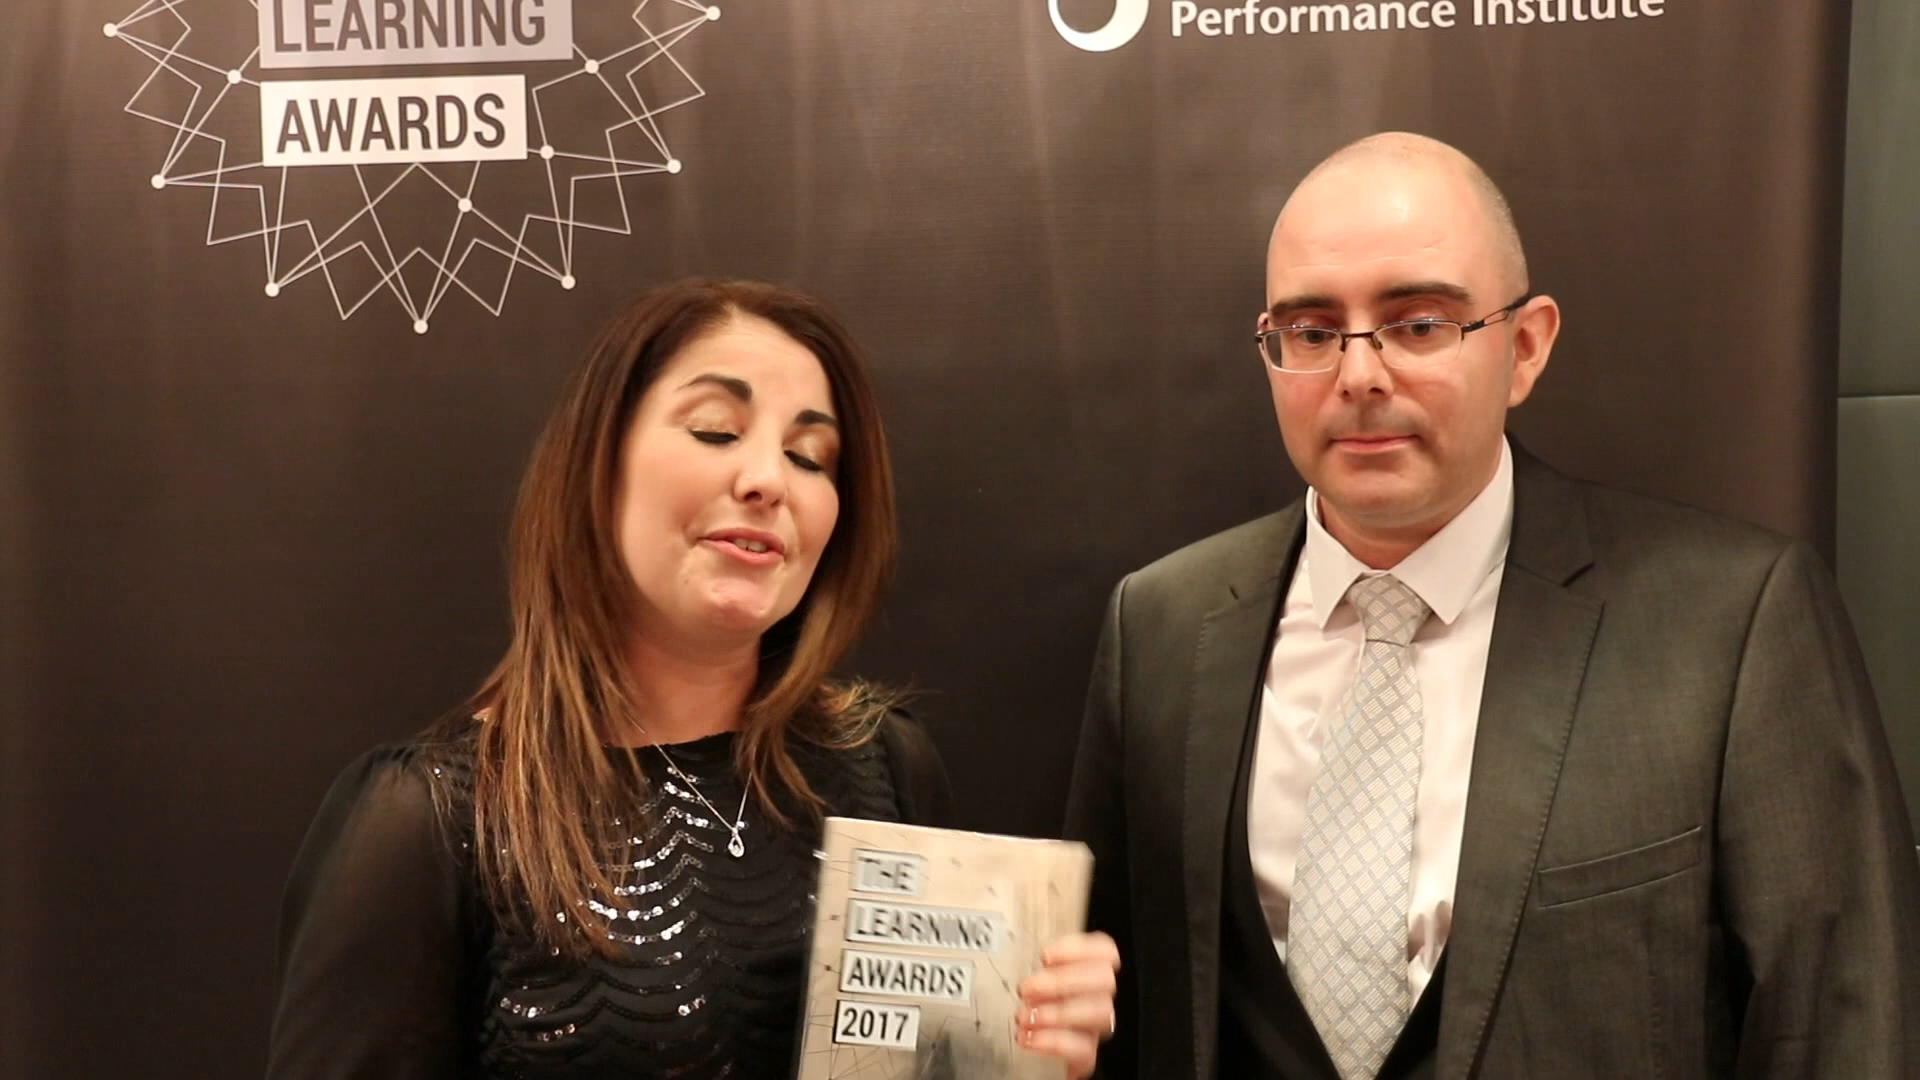 LEARNING
AWARDS
Performance Institute
THE
LEARNING
AWARDS
2017